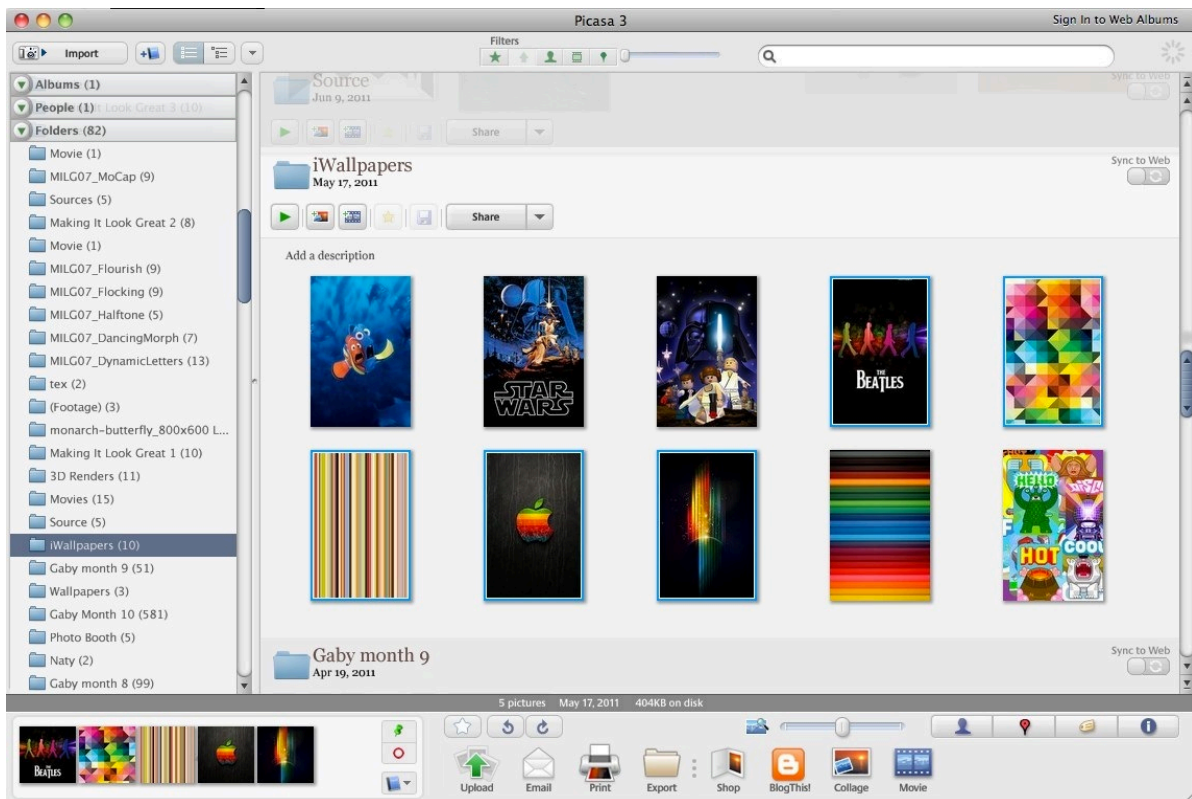 Picasa 3
Sign In to Web Albums
Import
Filters
Albums (1)
People (1)
It Look Great 3 (10)
Folders (82)
Movie (1)
MILG07_MoCap (9)
Sources (5)
Making It Look Great 2 (8)
Movie (1)
MILG07_Flourish (9)
MILG07_Flocking (9)
MILG07_Halftone (5)
MILG07_DancingMorph (7)
MILG07_DynamicLetters (13)
tex (2)
(Footage) (3)
monarch-butterfly_800x600 L...
Making It Look Great 1 (10)
3D Renders (11)
Movies (15)
Source (5)
iWallpapers (10)
Gaby month 9 (51)
Wallpapers (3)
Gaby Month 10 (581)
Photo Booth (5)
Naty (2)
Gaby month 8 (99)
Source
Sync to Web
Jun 9, 2011
Share
iWallpapers
Sync to Web
May 17, 2011
Share
Add a description
STAR
WARS
THE
BEATLES
HELLO
HOT
COOL
Gaby month 9
Sync to Web
Apr 19, 2011
5 pictures May 17, 2011 404KB on disk
BEATLES
Upload
Email
Print
Export
Shop
BlogThis!
Collage
Movie